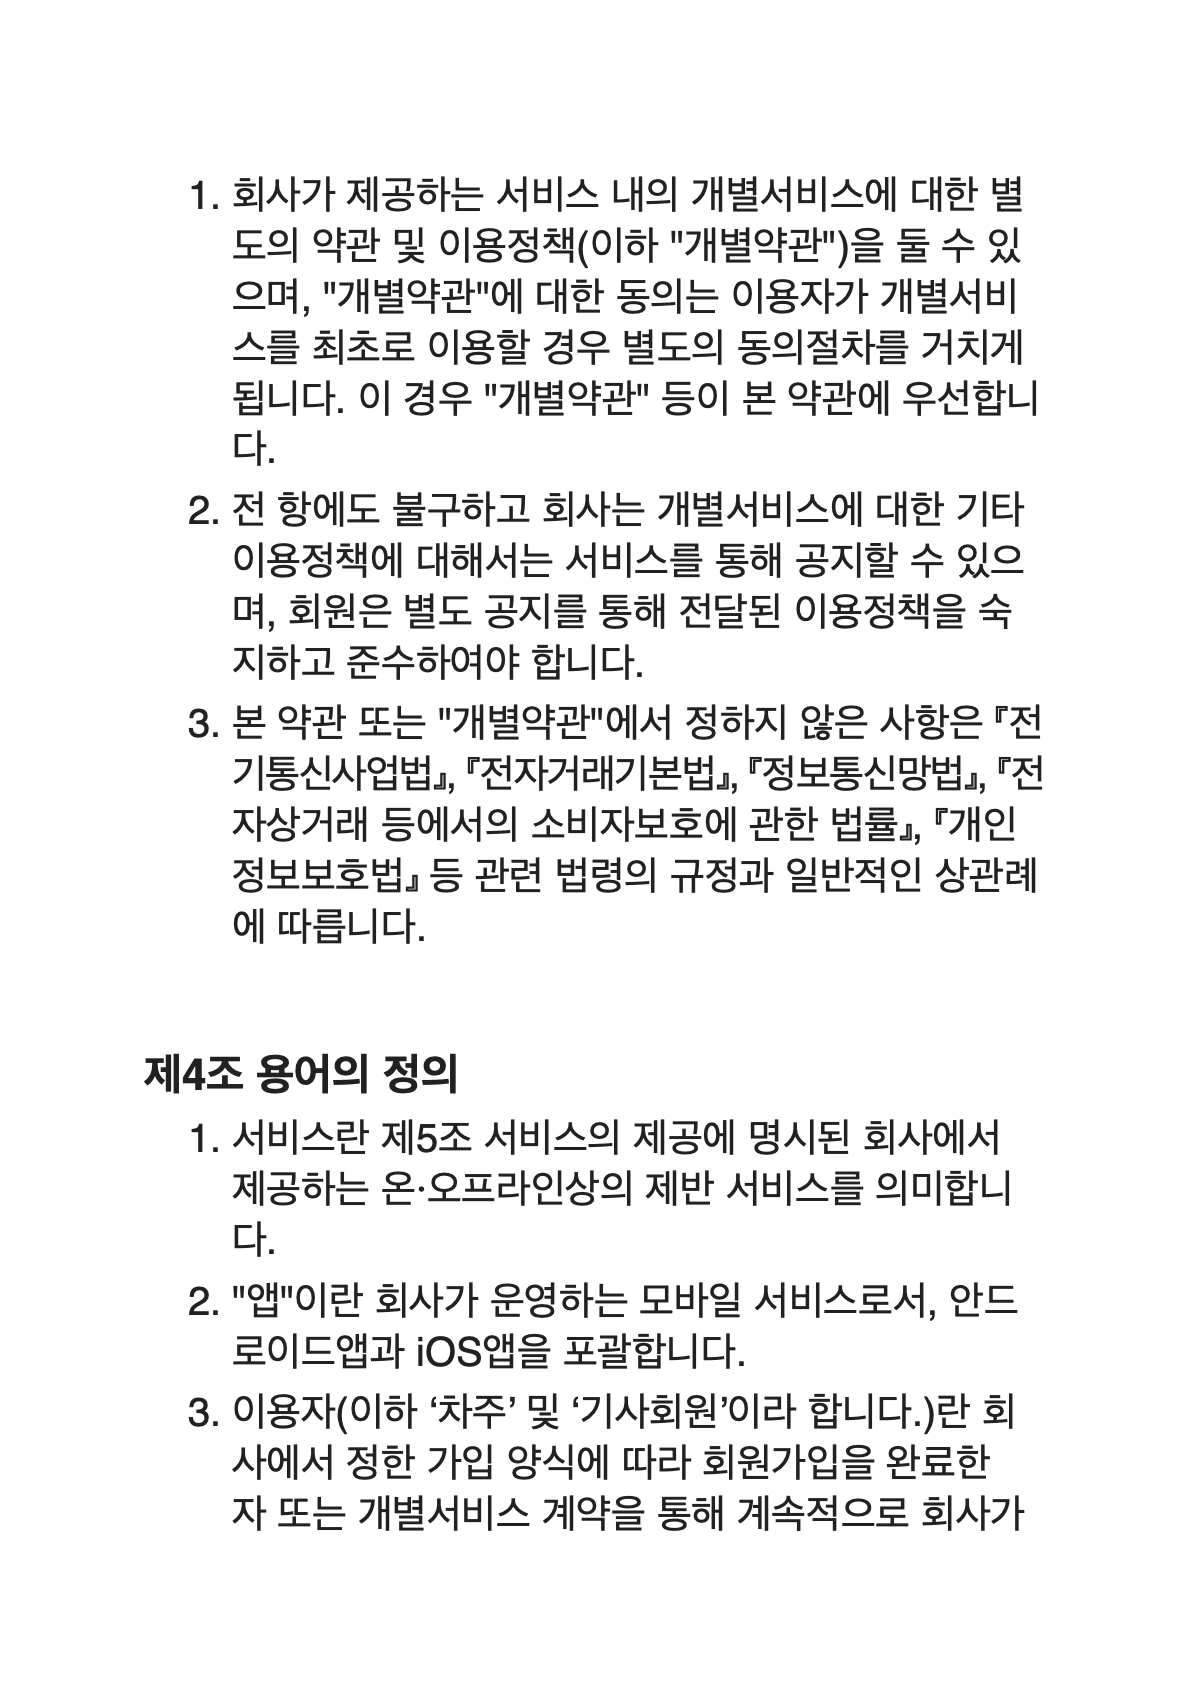 1. 회사가 제공하는 서비스 내의 개별서비스에 대한 별
도의 약관 및 이용정책(이하 "개별약관")을 둘 수 있
으며, "개별약관"에 대한 동의는 이용자가 개별서비
스를 최초로 이용할 경우 별도의 동의절차를 거치게
됩니다. 이 경우 "개별약관" 등이 본 약관에 우선합니
다.
2. 전 항에도 불구하고 회사는 개별서비스에 대한 기타
이용정책에 대해서는 서비스를 통해 공지할 수 있으
며, 회원은 별도 공지를 통해 전달된 이용정책을 숙
지하고 준수하여야 합니다.
3. 본 약관 또는 "개별약관"에서 정하지 않은 사항은『전
기통신사업법』,『전자거래기본법』,『정보통신망법』,『전
자상거래 등에서의 소비자보호에 관한 법률』,『개인
정보보호법』등 관련 법령의 규정과 일반적인 상관례
에 따릅니다.
제4조 용어의 정의
1. 서비스란 제5조 서비스의 제공에 명시된 회사에서
제공하는 온·오프라인상의 제반 서비스를 의미합니
다.
2. "앱"이란 회사가 운영하는 모바일 서비스로서, 안드
로이드앱과 iOS앱을 포괄합니다.
3. 이용자(이하 ‘차주’ 및 ‘기사회원’이라 합니다.)란 회
사에서 정한 가입 양식에 따라 회원가입을 완료한
자 또는 개별서비스 계약을 통해 계속적으로 회사가